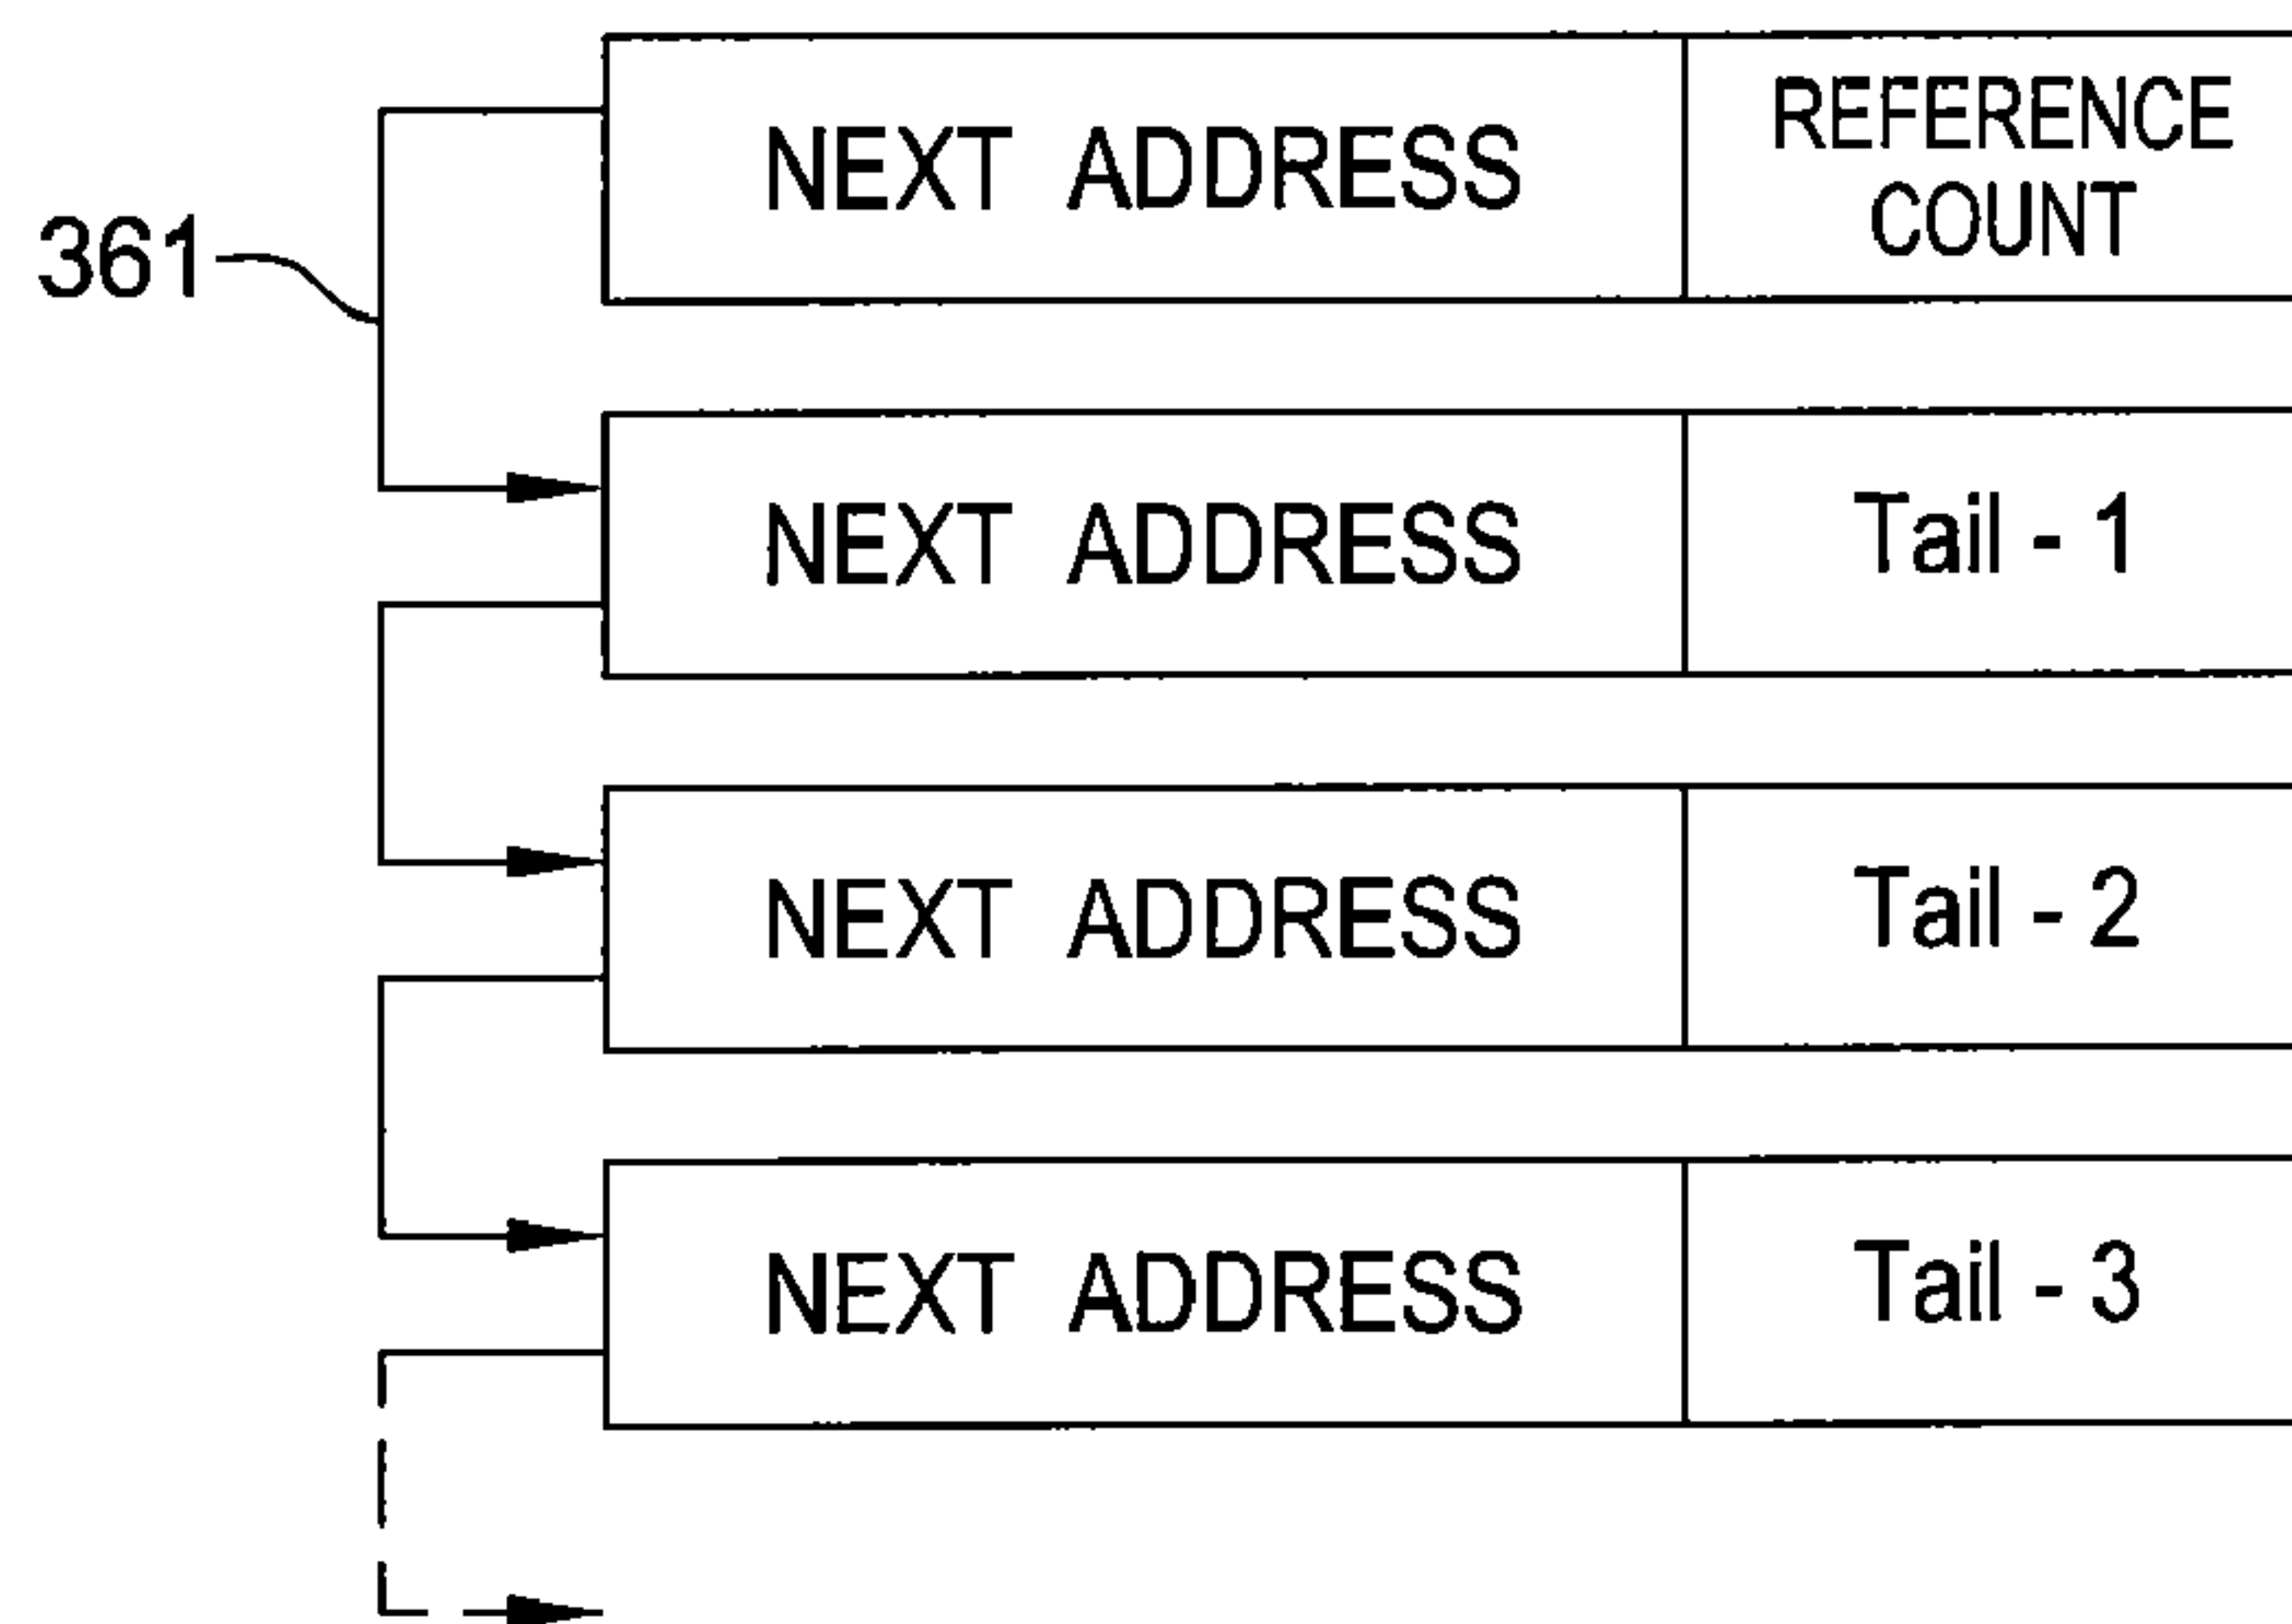 NEXT ADDRESS
REFERENCE
COUNT
361
NEXT ADDRESS
Tail - 1
NEXT ADDRESS
Tail - 2
NEXT ADDRESS
Tail - 3